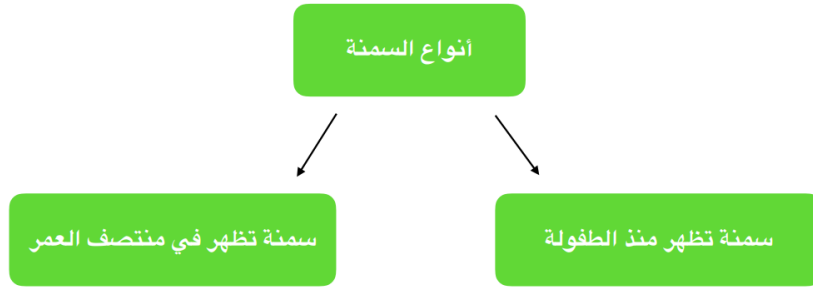 أنواع السمنة
سمنة تظهر منذ الطفولة
سمنة تظهر في منتصف العمر